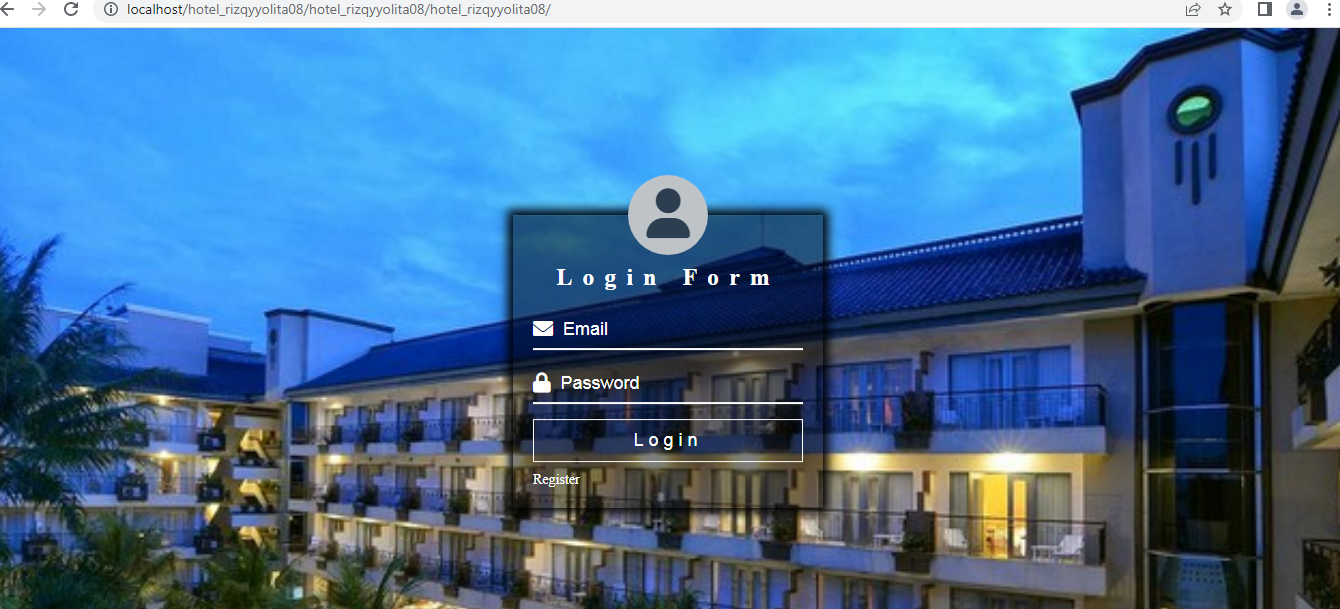 localhost/hotel_rizqyyolita08/hotel_rizqyyolita08/hotel_rizqyyolita08/
Login Form
Email
Password
Login
Register